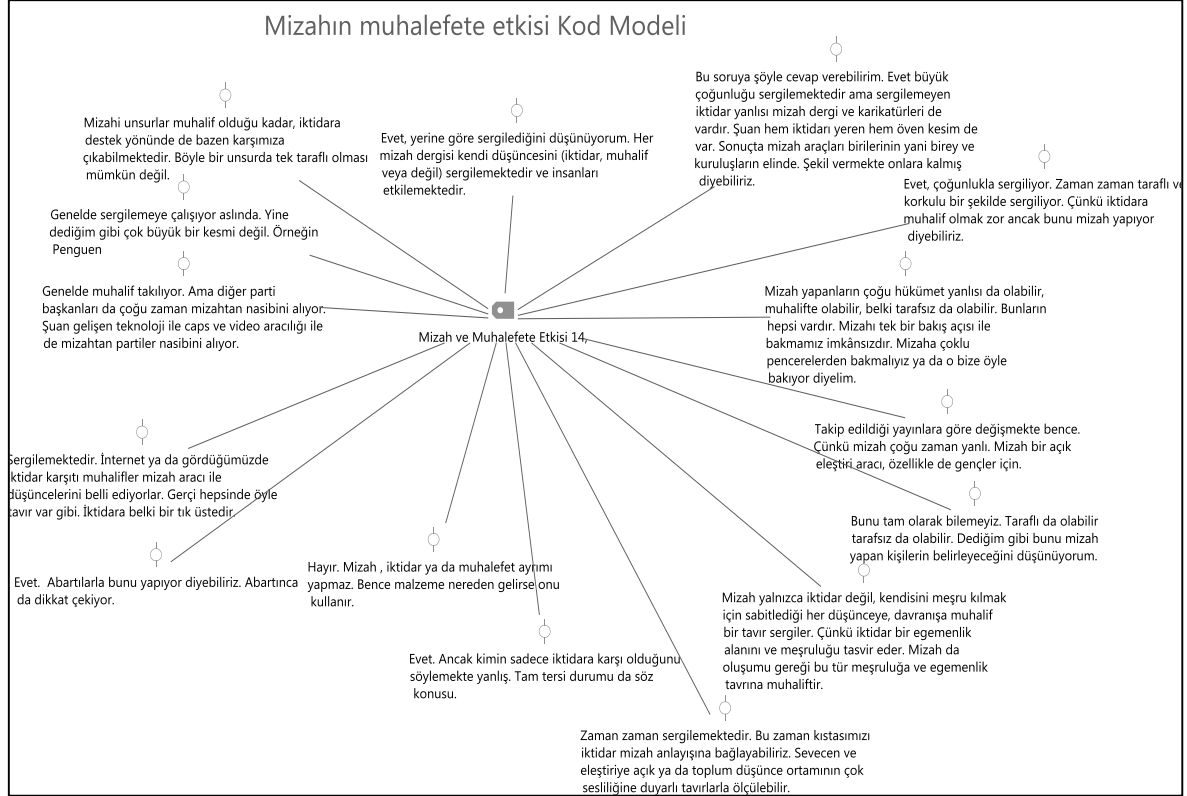 Mizahın muhalefete etkisi Kod Modeli
Mizahi unsurlar muhalif olduğu kadar, iktidara
destek yönünde de bazen karşımıza
çıkabilmektedir. Böyle bir unsurda tek taraflı olması
mümkün değil.
Evet, yerine göre sergilediğini düşünüyorum. Her
mizah dergisi kendi düşüncesini (iktidar, muhalif
veya değil) sergilemektedir ve insanları
etkilemektedir.
Bu soruya şöyle cevap verebilirim. Evet büyük
çoğunluğu sergilemektedir ama sergilemeyen
iktidar yanlısı mizah dergi ve karikatürleri de
vardır. Şuan hem iktidarı yeren hem öven kesim de
var. Sonuçta mizah araçları birilerinin yani birey ve
kuruluşların elinde. Şekil vermekte onlara kalmış
diyebiliriz.
Evet, çoğunlukla sergiliyor. Zaman zaman taraflı ve
korkulu bir şekilde sergiliyor. Çünkü iktidara
muhalif olmak zor ancak bunu mizah yapıyor
diyebiliriz.
Genelde sergilemeye çalışıyor aslında. Yine
dediğim gibi çok büyük bir kesmi değil. Örneğin
Penguen
Genelde muhalif takılıyor. Ama diğer parti
başkanları da çoğu zaman mizahtan nasibini alıyor.
Şuan gelişen teknoloji ile caps ve video aracılığı ile
de mizahtan partiler nasibini alıyor.
Mizah yapanların çoğu hükümet yanlısı da olabilir,
muhalifte olabilir, belki tarafsız da olabilir. Bunların
hepsi vardır. Mizahı tek bir bakış açısı ile
bakmamız imkânsızdır. Mizaha çoklu
pencerelerden bakmalıyız ya da o bize öyle
bakıyor diyelim.
Mizah ve Muhalefete Etkisi 14,
Takip edildiği yayınlara göre değişmekte bence.
Çünkü mizah çoğu zaman yanlı. Mizah bir açık
eleştiri aracı, özellikle de gençler için.
Sergilemektedir. İnternet ya da gördüğümüzde
iktidar karşıtı muhalifler mizah aracı ile
düşüncelerini belli ediyorlar. Gerçi hepsinde öyle
tavır var gibi. İktidara belki bir tık üstedir.
Bunu tam olarak bilemeyiz. Taraflı da olabilir
tarafsız da olabilir. Dediğim gibi bunu mizah
yapan kişilerin belirleyeceğini düşünüyorum.
Evet.  Abartılarla bunu yapıyor diyebiliriz. Abartınca
da dikkat çekiyor.
Hayır. Mizah , iktidar ya da muhalefet ayrımı
yapmaz. Bence malzeme nereden gelirse onu
kullanır.
Mizah yalnızca iktidar değil, kendisini meşru kılmak
için sabitlediği her düşünceye, davranışa muhalif
bir tavır sergiler. Çünkü iktidar bir egemenlik
alanını ve meşruluğu tasvir eder. Mizah da
oluşumu gereği bu tür meşruluğa ve egemenlik
tavrına muhaliftir.
Evet. Ancak kimin sadece iktidara karşı olduğunu
söylemekte yanlış. Tam tersi durumu da söz
konusu.
Zaman zaman sergilemektedir. Bu zaman kıstasımızı
iktidar mizah anlayışına bağlayabiliriz. Sevecen ve
eleştiriye açık ya da toplum düşünce ortamının çok
sesliliğine duyarlı tavırlarla ölçülebilir.